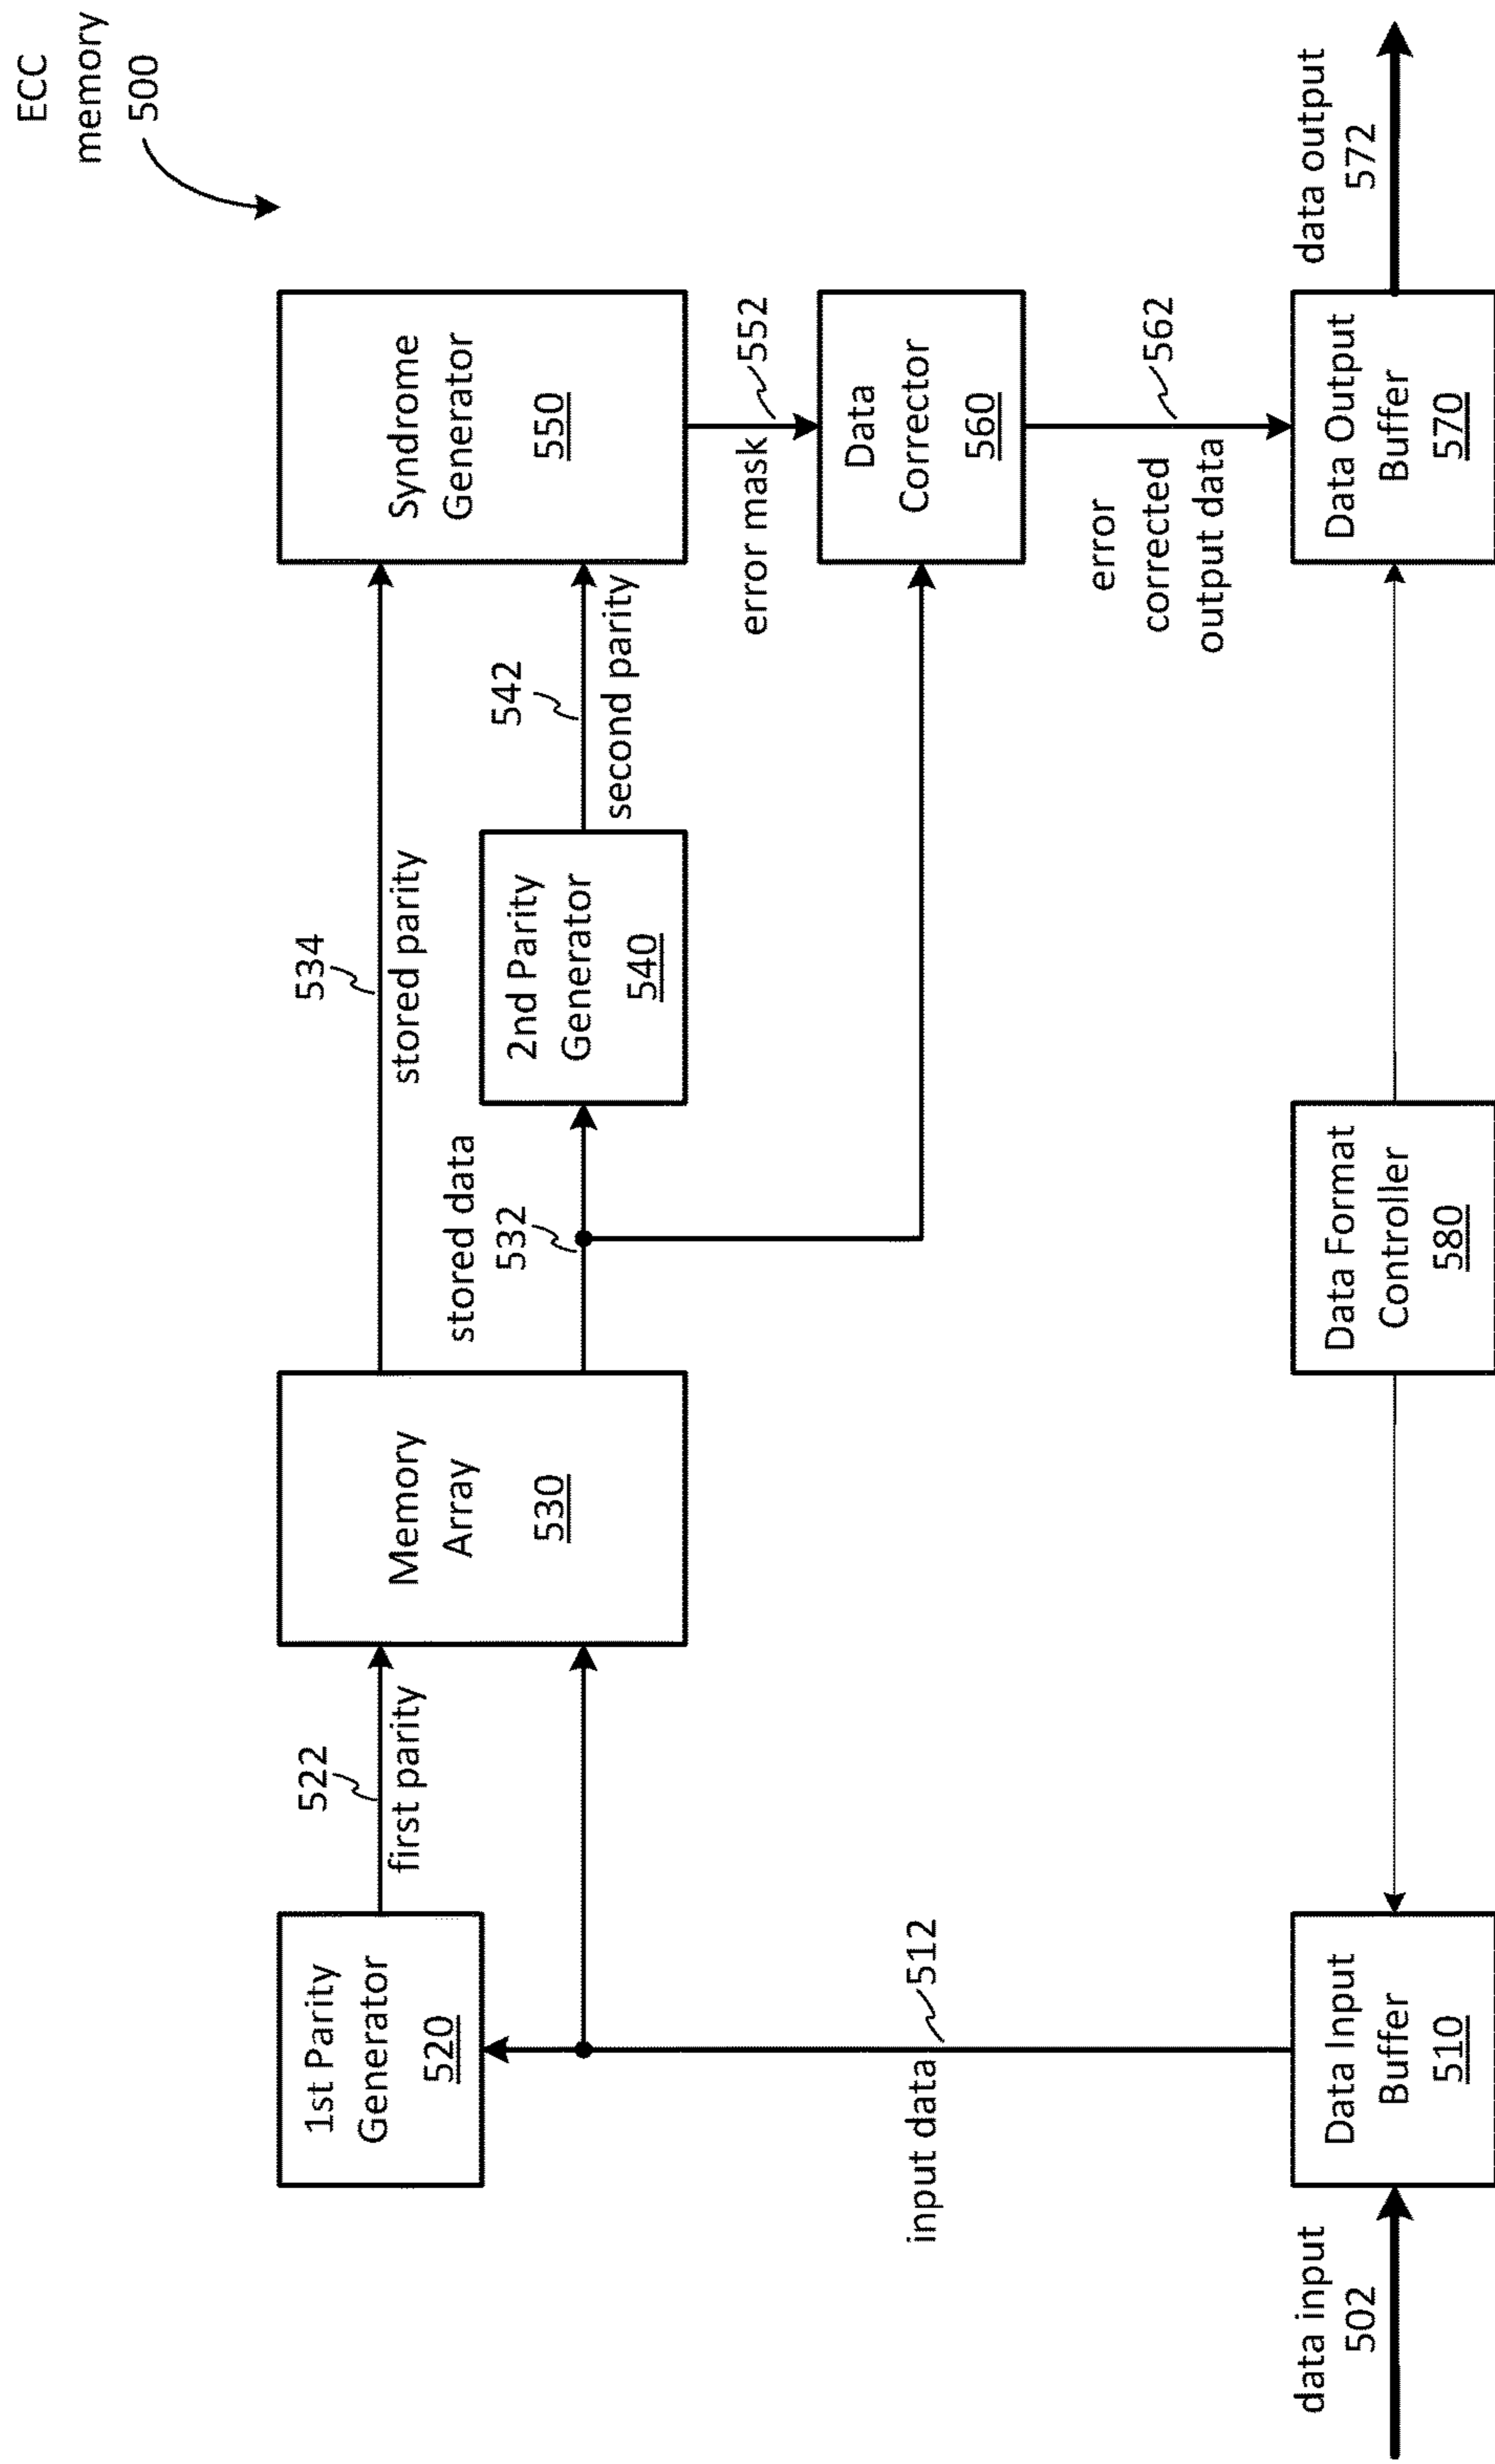 ECC
memory
500
1st Parity
Generator
520
522
first parity
Memory
Array
530
534
stored parity
stored data
532
2nd Parity
Generator
540
542
second parity
Syndrome
Generator
550
error mask
552
Data
Corrector
560
error
corrected
output data
562
input data
512
data input
502
Data Input
Buffer
510
Data Format
Controller
580
Data Output
Buffer
570
data output
572